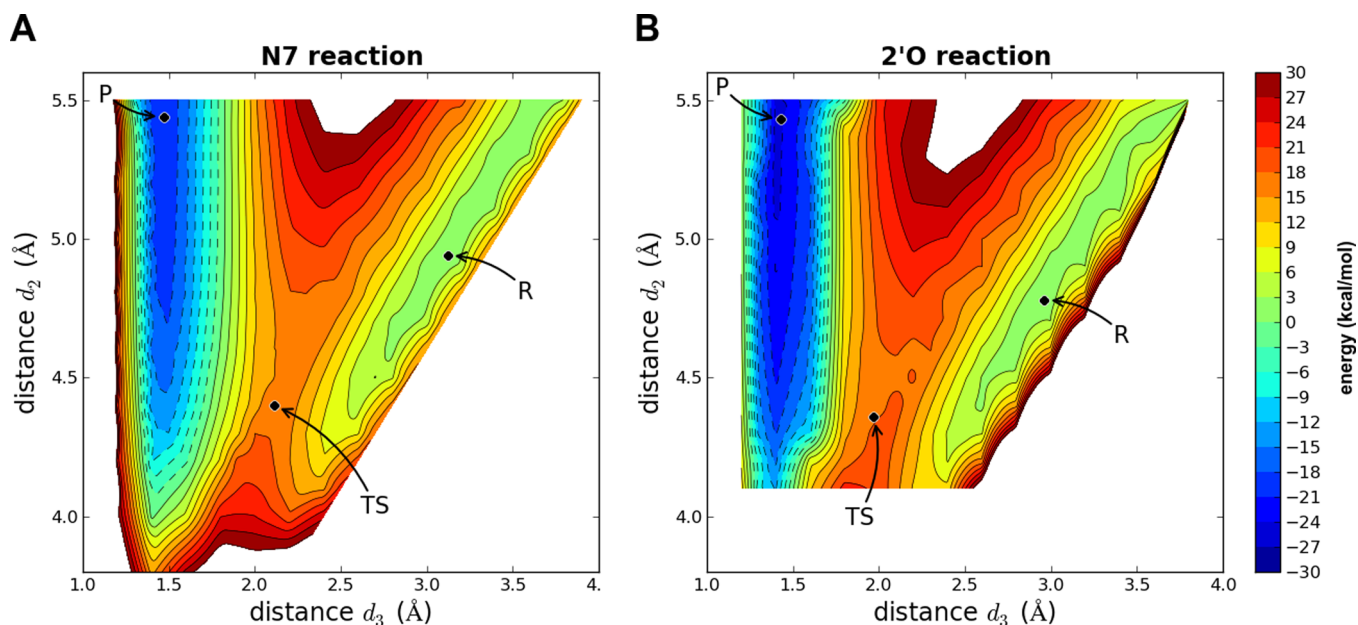 A
N7 reaction
B
2'O reaction
P
R
TS
5.5
5.0
4.5
4.0
1.0 1.5 2.0 2.5 3.0 3.5 4.
distance d2 (Å)
distance d3 (Å)
P
R
TS
5.5
5.0
4.5
4.0
1.0 1.5 2.0 2.5 3.0 3.5 4.0
distance d2 (Å)
distance d3 (Å)
30
27
24
21
18
15
12
9
6
3
0
−3
−6
−9
−12
−15
−18
−21
−24
−27
−30
energy (kcal/mol)